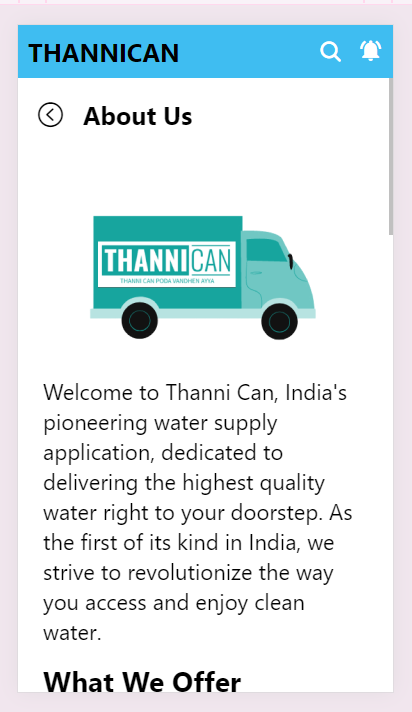 THANNICAN
About Us
THANNICAN
THANNI CAN PODA VANDHEN AYYA
Welcome to Thanni Can, India's
pioneering water supply
application, dedicated to
delivering the highest quality
water right to your doorstep. As
the first of its kind in India, we
strive to revolutionize the way
you access and enjoy clean
water.
What We Offer